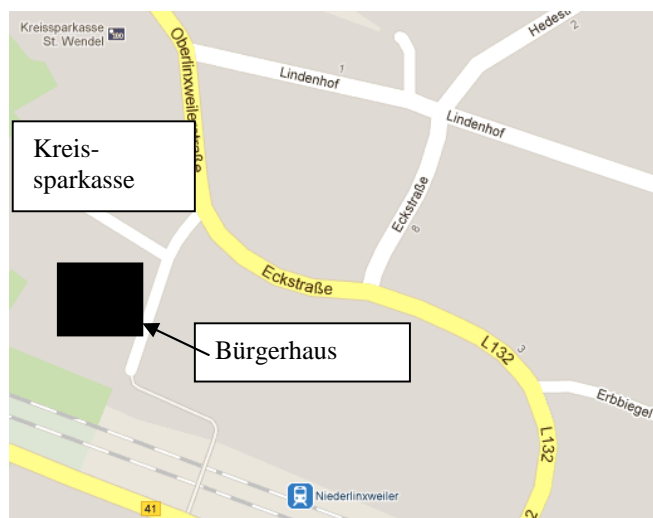 Kreissparkasse
St. Wendel
Oberlinxweilerstraße
Hedestr
2
1
Lindenhof
Lindenhof
Kreis-
sparkasse
Eckstraße
8
Eckstraße
Bürgerhaus
L132
3
Erbbiegel
L132
Niederlinxweiler
41
2